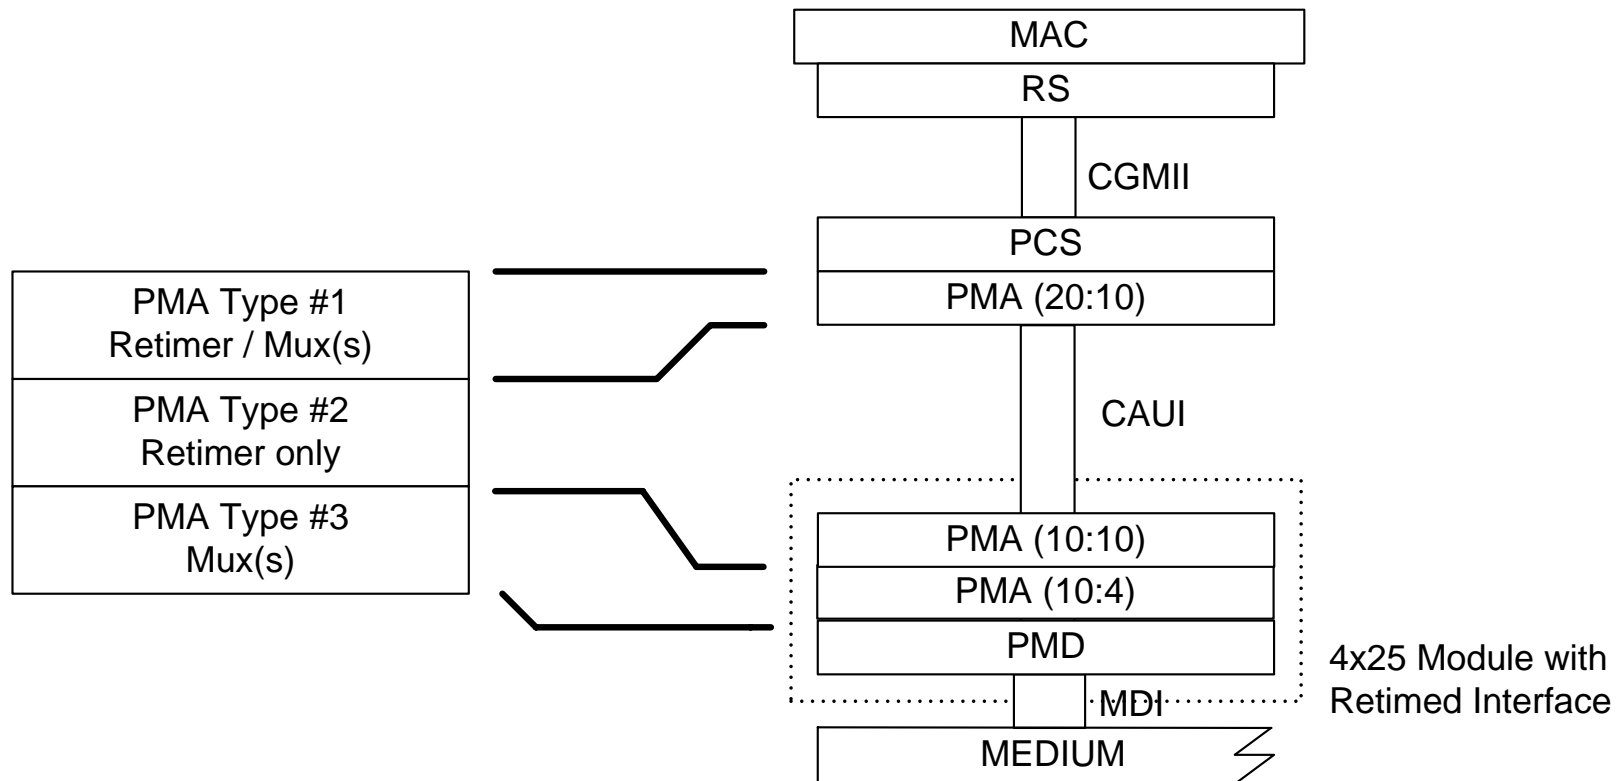 MAC
RS
CGMII
PCS
PMA (20:10)
CAUI
PMA (10:10)
PMA (10:4)
PMD
MDI
MEDIUM
4x25 Module with
Retimed Interface
PMA Type #1
Retimer / Mux(s)
PMA Type #2
Retimer only
PMA Type #3
Mux(s)